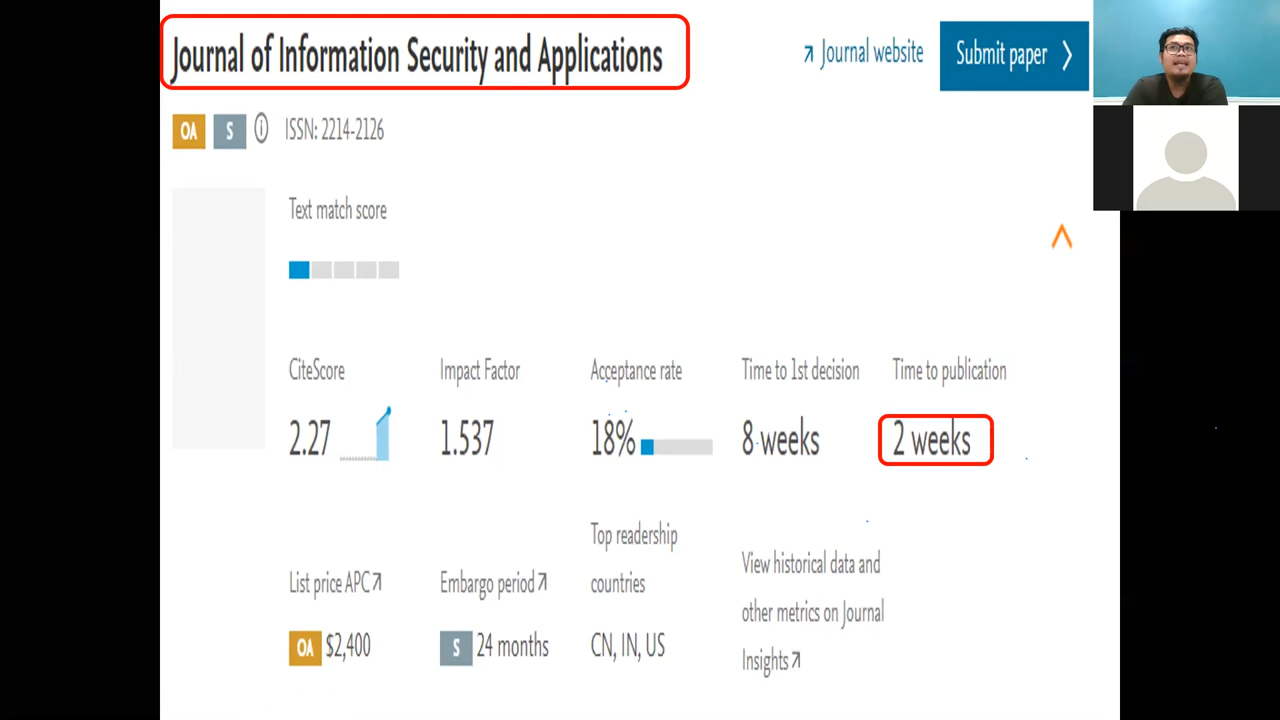 Journal of Information Security and Applications
Journal website
Submit paper
OA S ISSN: 2214-2126
Text match score
CiteScore
Impact Factor
Acceptance rate
Time to 1st decision
Time to publication
2.27
1.537
18%
8 weeks
2 weeks
List price APC
OA $2,400
Embargo period
S 24 months
Top readership
countries
CN, IN, US
View historical data and
other metrics on Journal
Insights